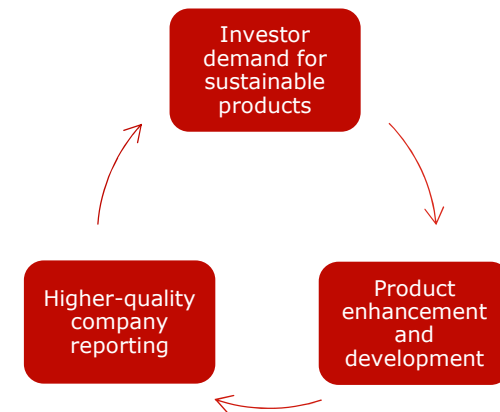 Investor
demand for
sustainable
products
Product
enhancement
and
development
Higher-quality
company
reporting